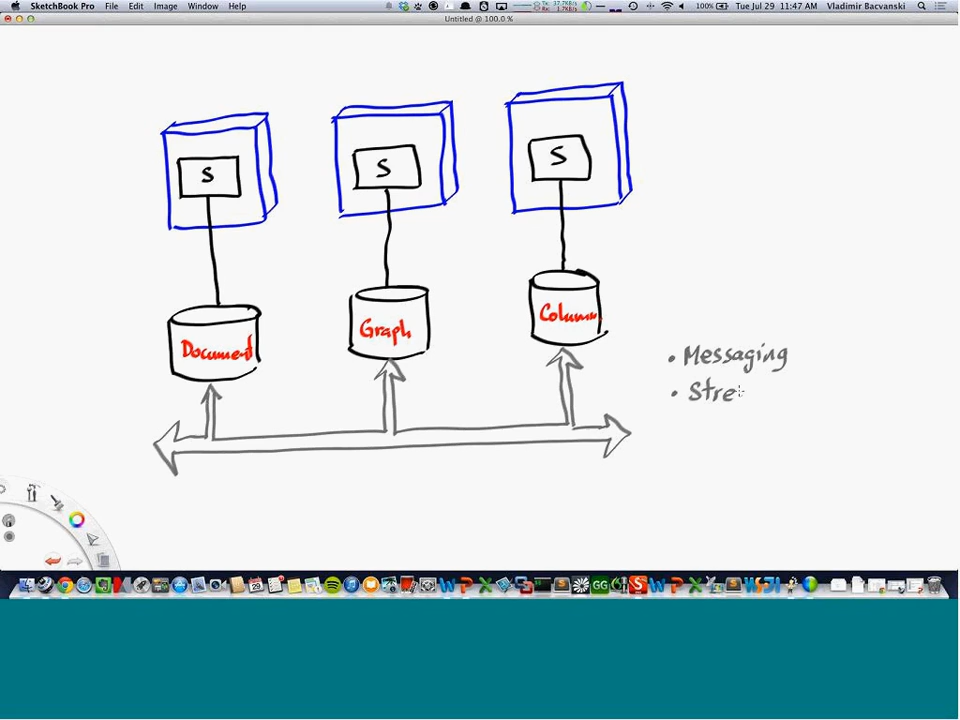 SketchBook Pro File Edit Image Window Help 100% Tue Jul 29 11:47 AM Vladimir Bacvanski
Untitled @ 100.0 %
S S S
Document Graph Column
• Messaging
• Stre